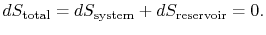 dS_total = dS_system + dS_reservoir = 0.